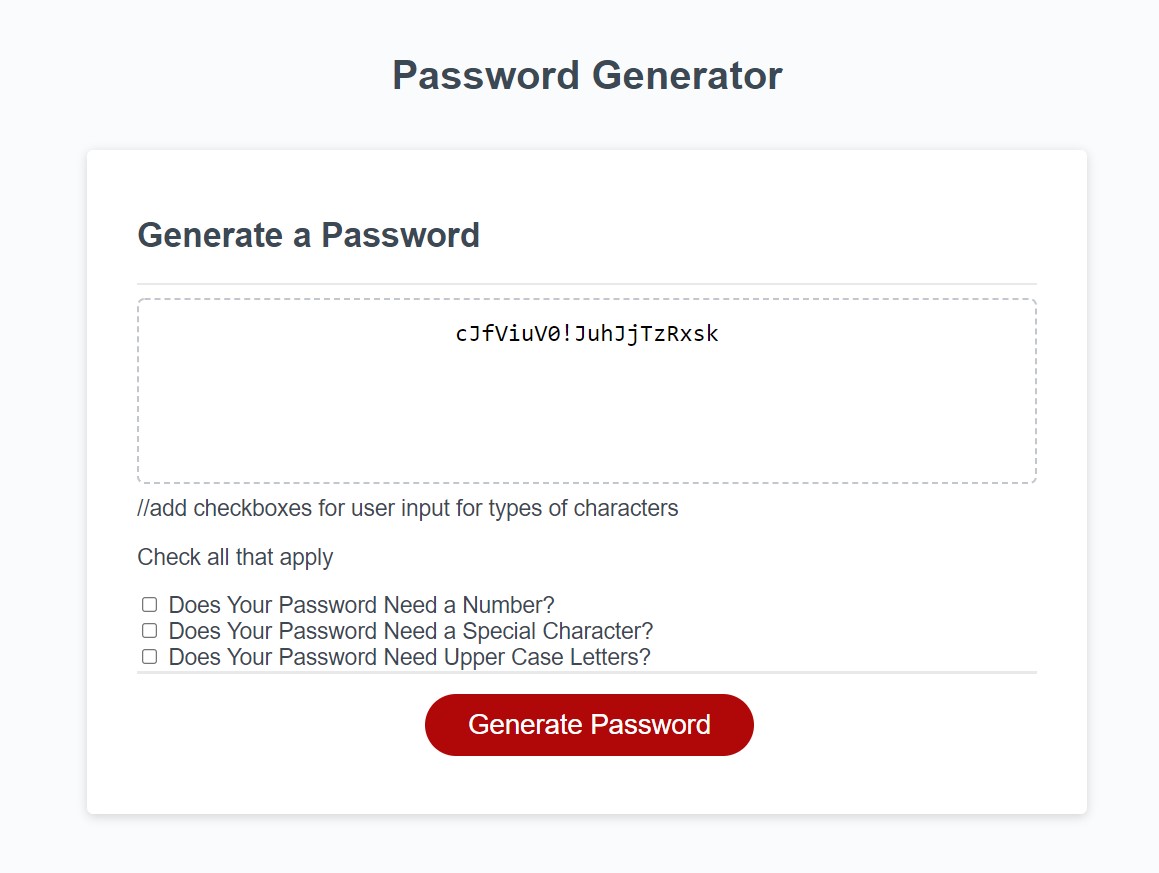 Password Generator
Generate a Password
cJfViuV0!JuhJjTzRxsk
//add checkboxes for user input for types of characters
Check all that apply
Does Your Password Need a Number?
Does Your Password Need a Special Character?
Does Your Password Need Upper Case Letters?
Generate Password